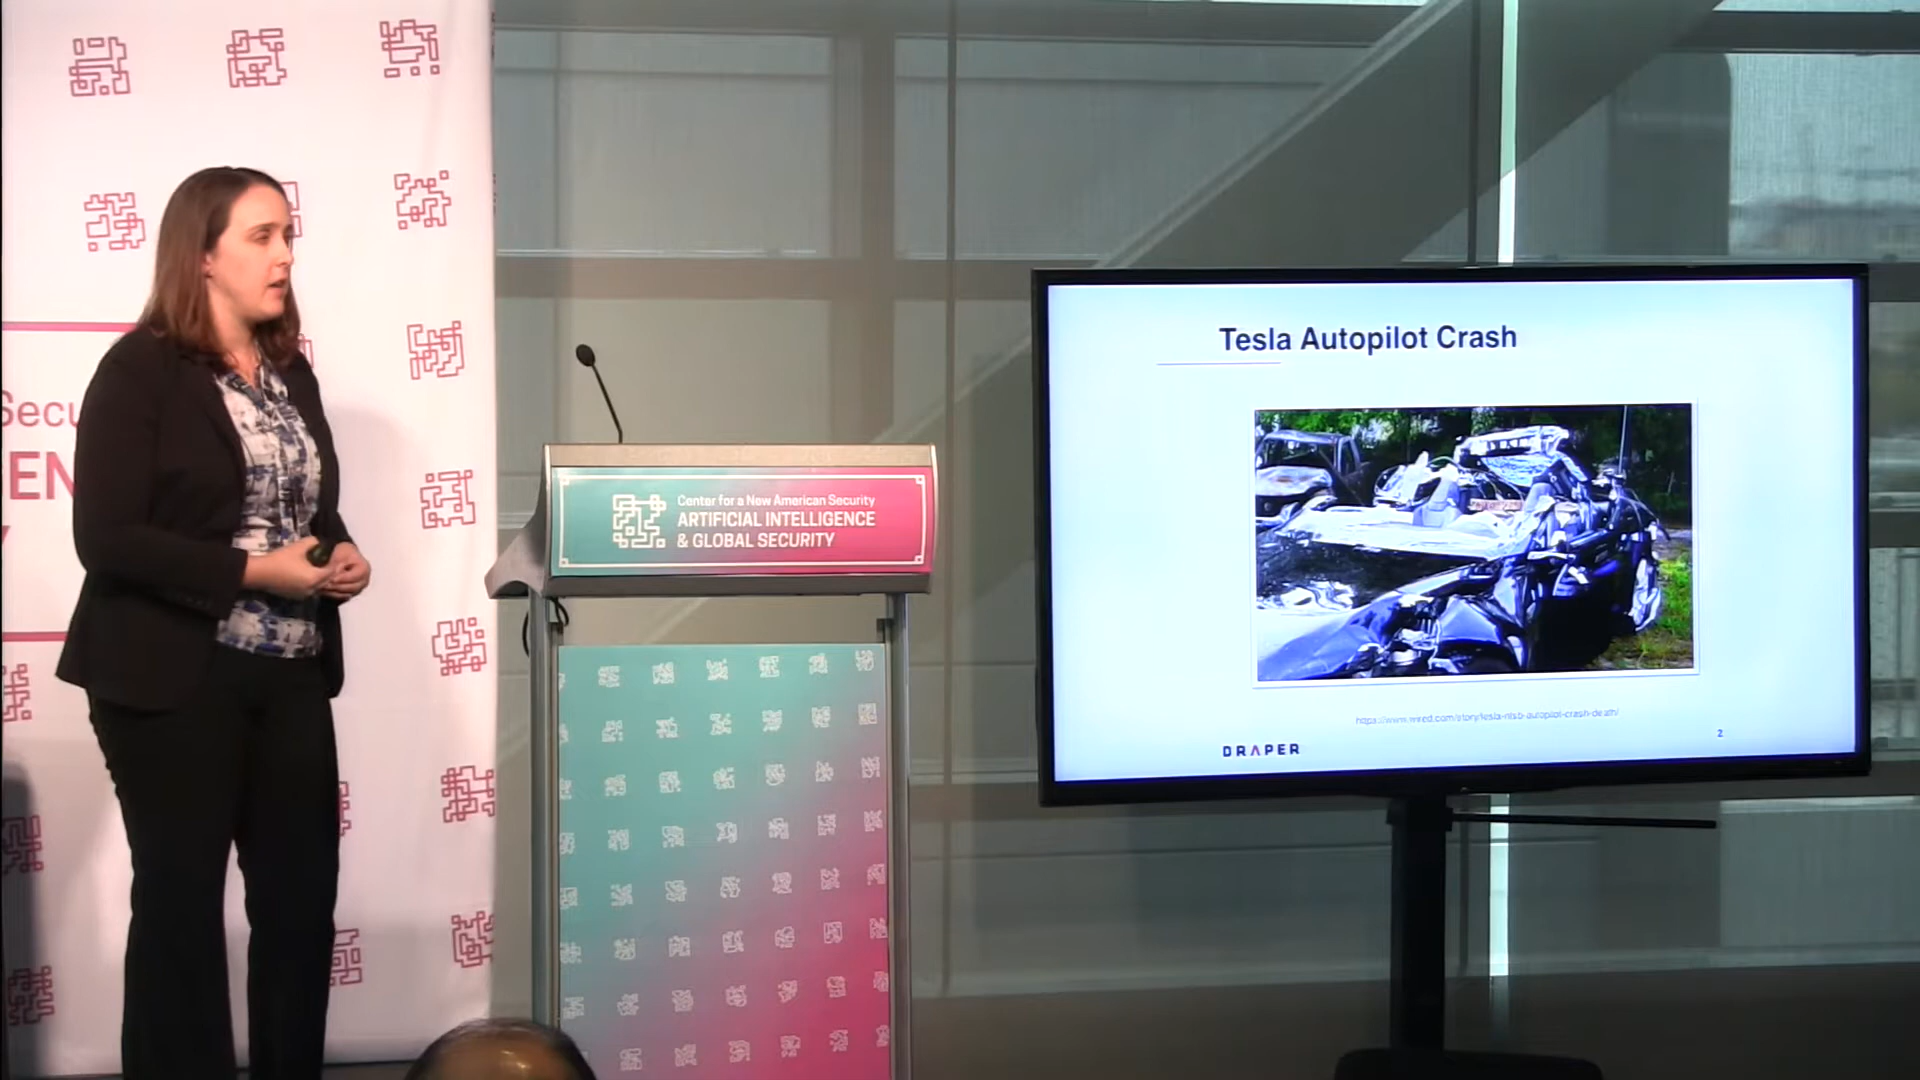 Secu
EN
Center for a New American Security
ARTIFICIAL INTELLIGENCE
& GLOBAL SECURITY
Tesla Autopilot Crash
https://www.wired.com/story/tesla-ntsb-autopilot-crash-death/
DRAPER
2